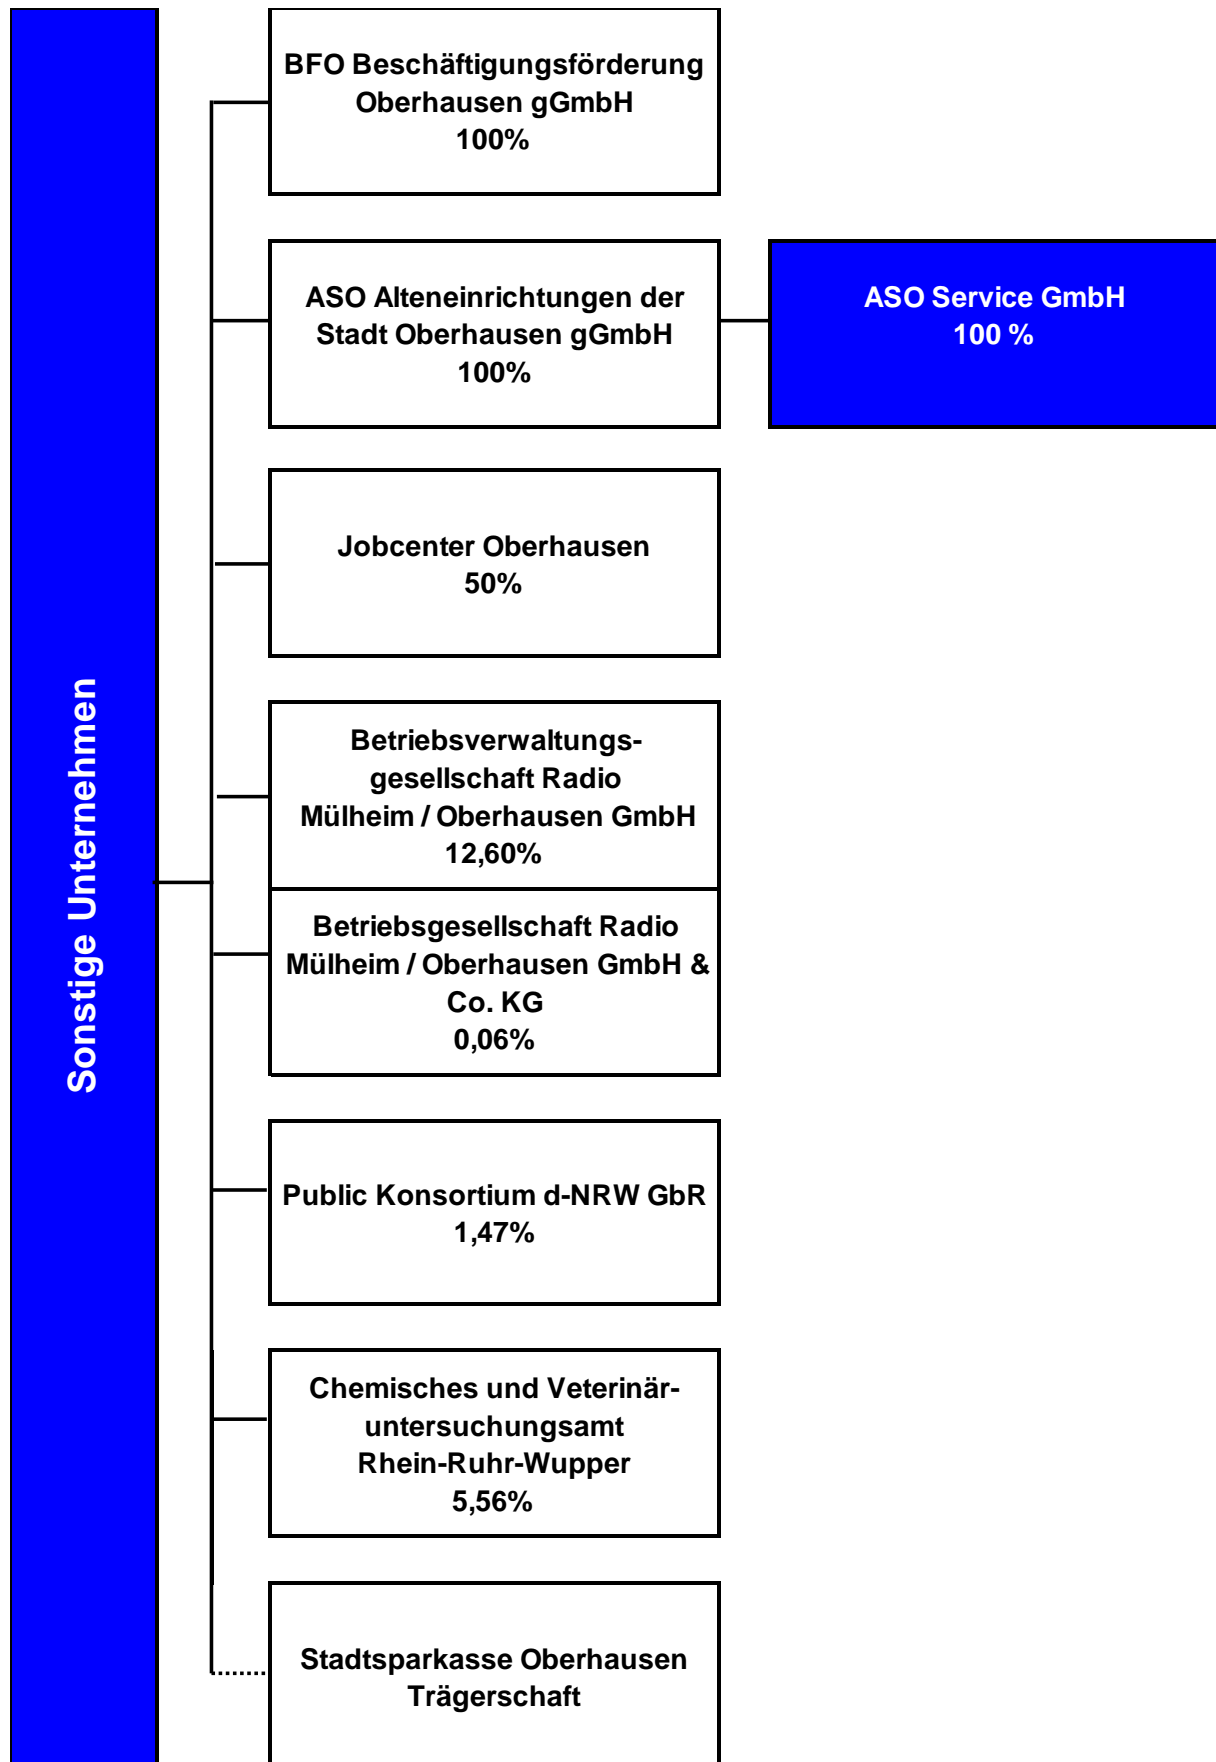 Sonstige Unternehmen
BFO Beschäftigungsförderung
Oberhausen gGmbH
100%
ASO Alteneinrichtungen der
Stadt Oberhausen gGmbH
100%
ASO Service GmbH
100 %
Jobcenter Oberhausen
50%
Betriebsverwaltungs-
gesellschaft Radio
Mülheim / Oberhausen GmbH
12,60%
Betriebsgesellschaft Radio
Mülheim / Oberhausen GmbH &
Co. KG
0,06%
Public Konsortium d-NRW GbR
1,47%
Chemisches und Veterinär-
untersuchungsamt
Rhein-Ruhr-Wupper
5,56%
Stadtsparkasse Oberhausen
Trägerschaft